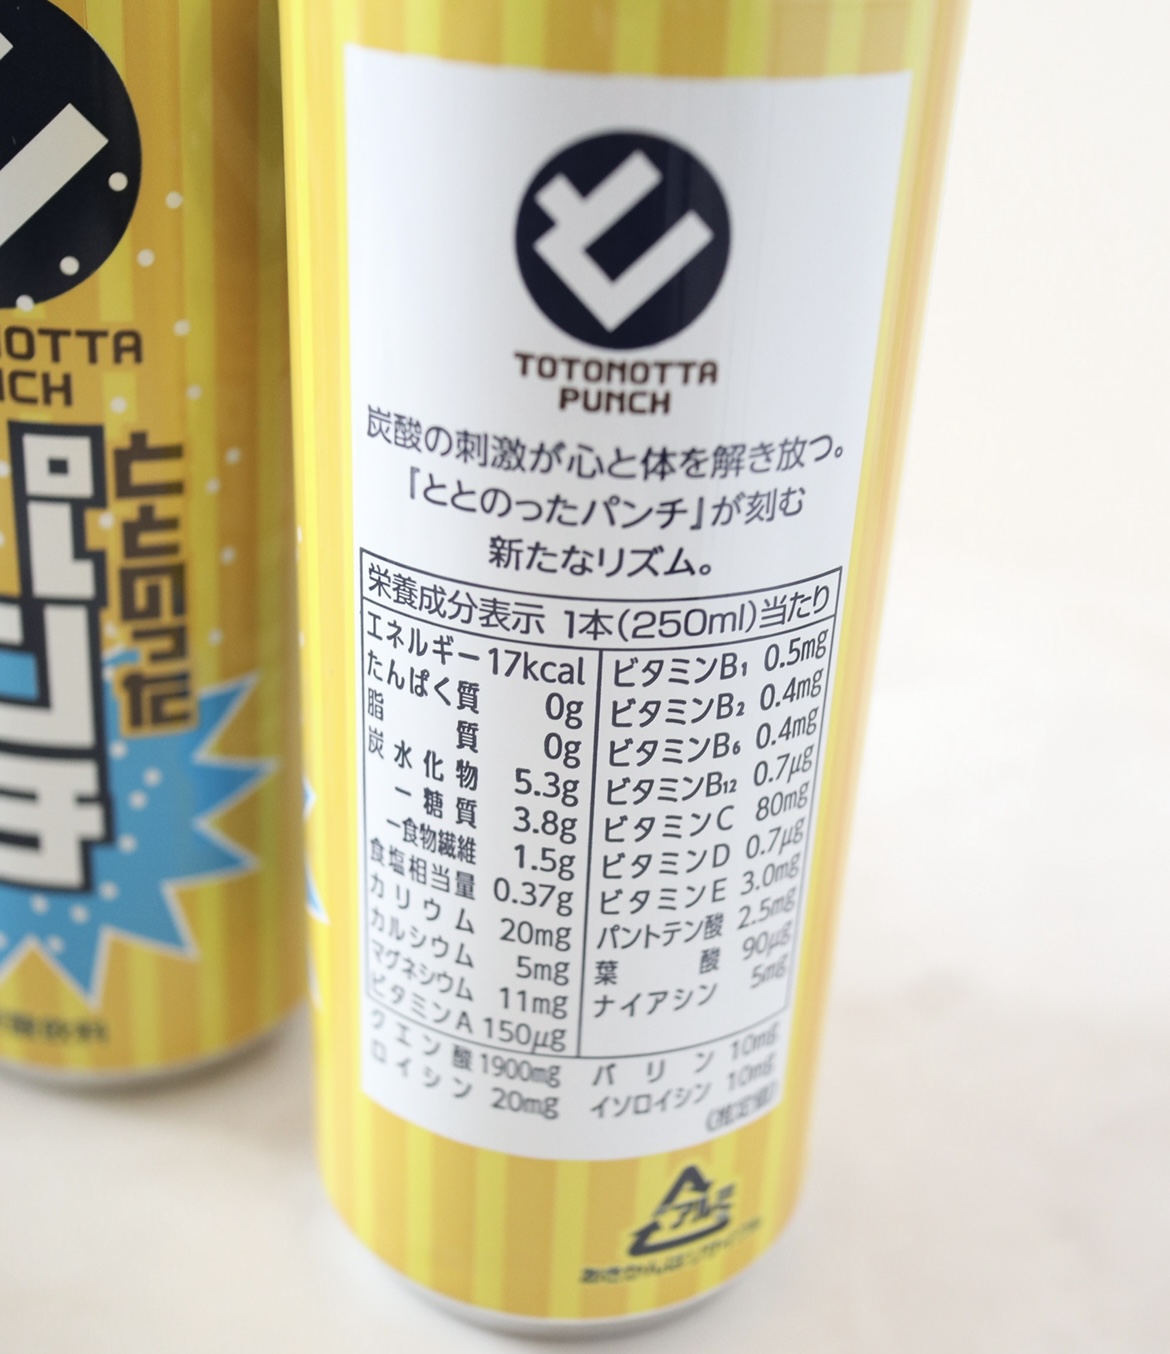 TOTONOTTA
PUNCH
炭酸の刺激が心と体を解き放つ。
『ととのったパンチ』が刻む
新たなリズム。
栄養成分表示 1本(250ml)当たり
エネルギー 17kcal
たんぱく質 0g
脂質 0g
炭水化物 5.3g
ー糖質 3.8g
ー食物繊維 1.5g
食塩相当量 0.37g
カリウム 20mg
カルシウム 5mg
マグネシウム 11mg
ビタミンA 150μg
ビタミンB1 0.5mg
ビタミンB2 0.4mg
ビタミンB6 0.4mg
ビタミンB12 0.7μg
ビタミンC 80mg
ビタミンD 0.7μg
ビタミンE 3.0mg
パントテン酸 2.5mg
葉酸 90μg
ナイアシン 5mg
クエン酸 1900mg バリン 10mg
ロイシン 20mg イソロイシン 10mg
(推定値)
アルミ
あきかんはリサイクル
OTTA
CH
ととのった
パンチ